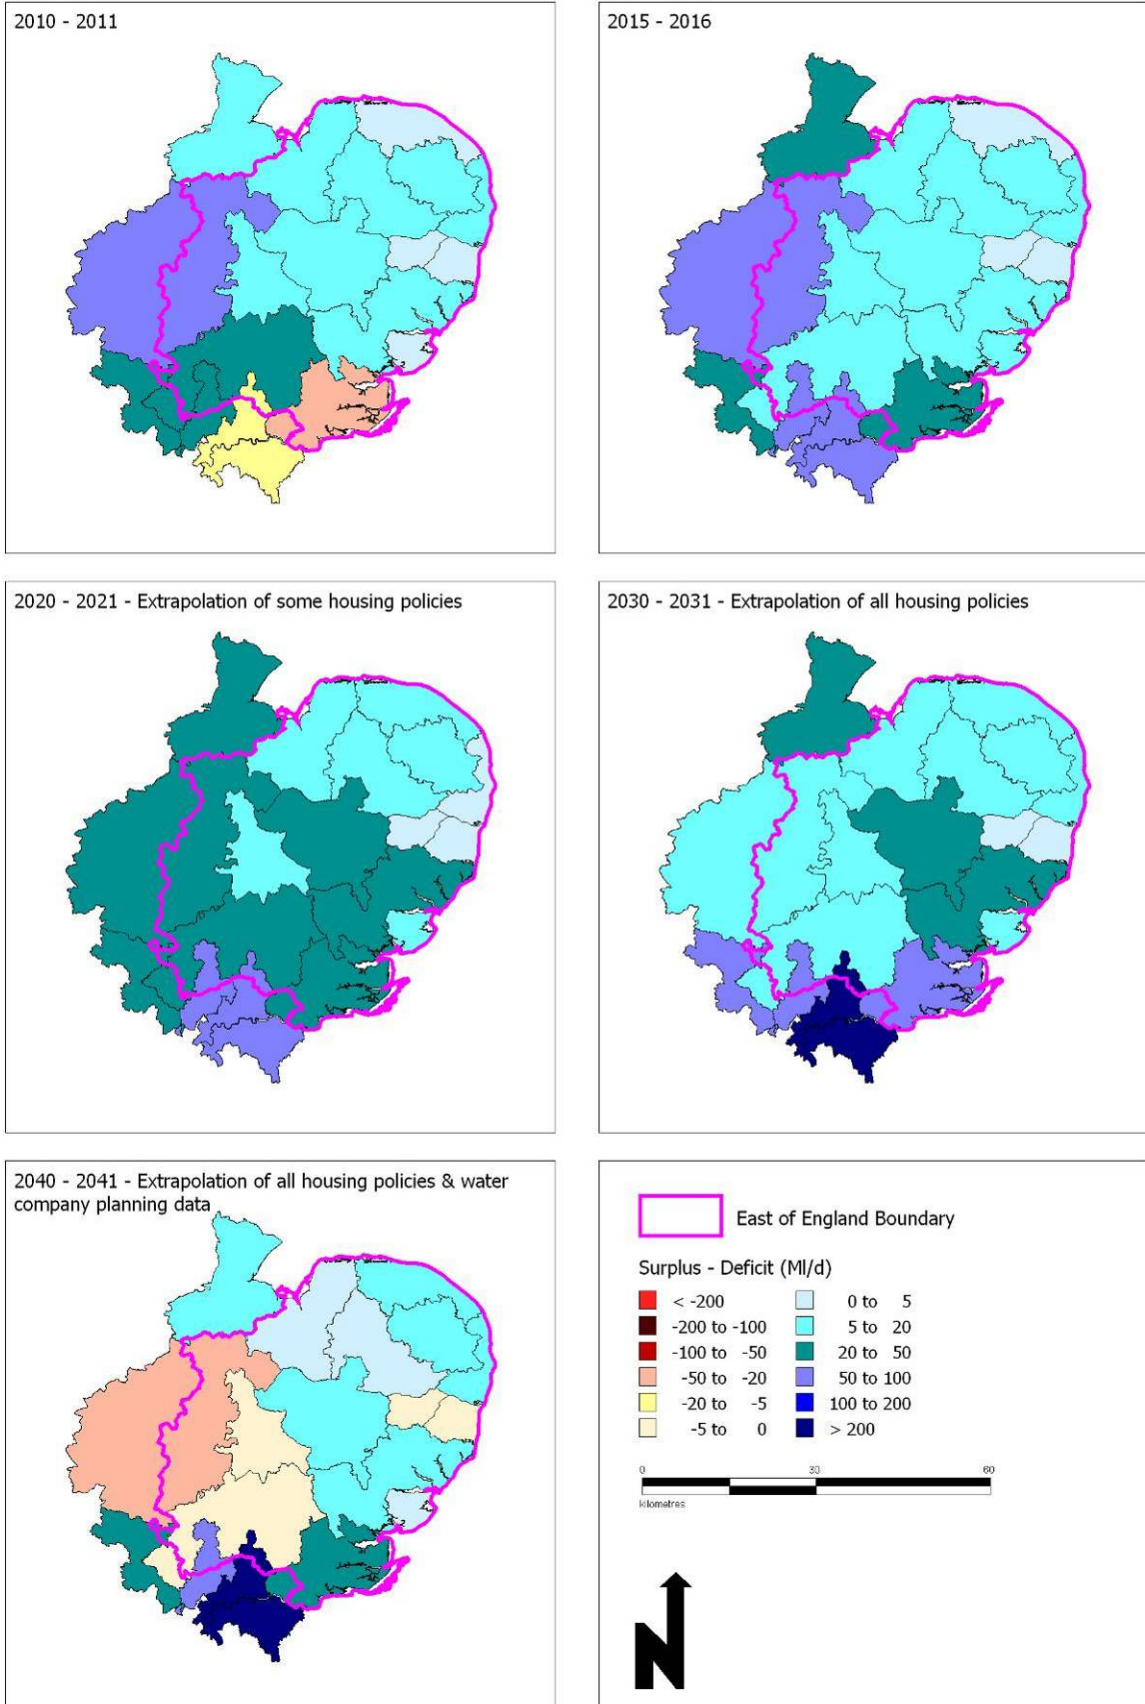 2010 - 2011
2015 - 2016
2020 - 2021 - Extrapolation of some housing policies
2030 - 2031 - Extrapolation of all housing policies
2040 - 2041 - Extrapolation of all housing policies & water
company planning data
East of England Boundary
Surplus - Deficit (Ml/d)
< -200
-200 to -100
-100 to -50
-50 to -20
-20 to -5
-5 to 0
0 to 5
5 to 20
20 to 50
50 to 100
100 to 200
> 200
0 30 60
kilometres
N